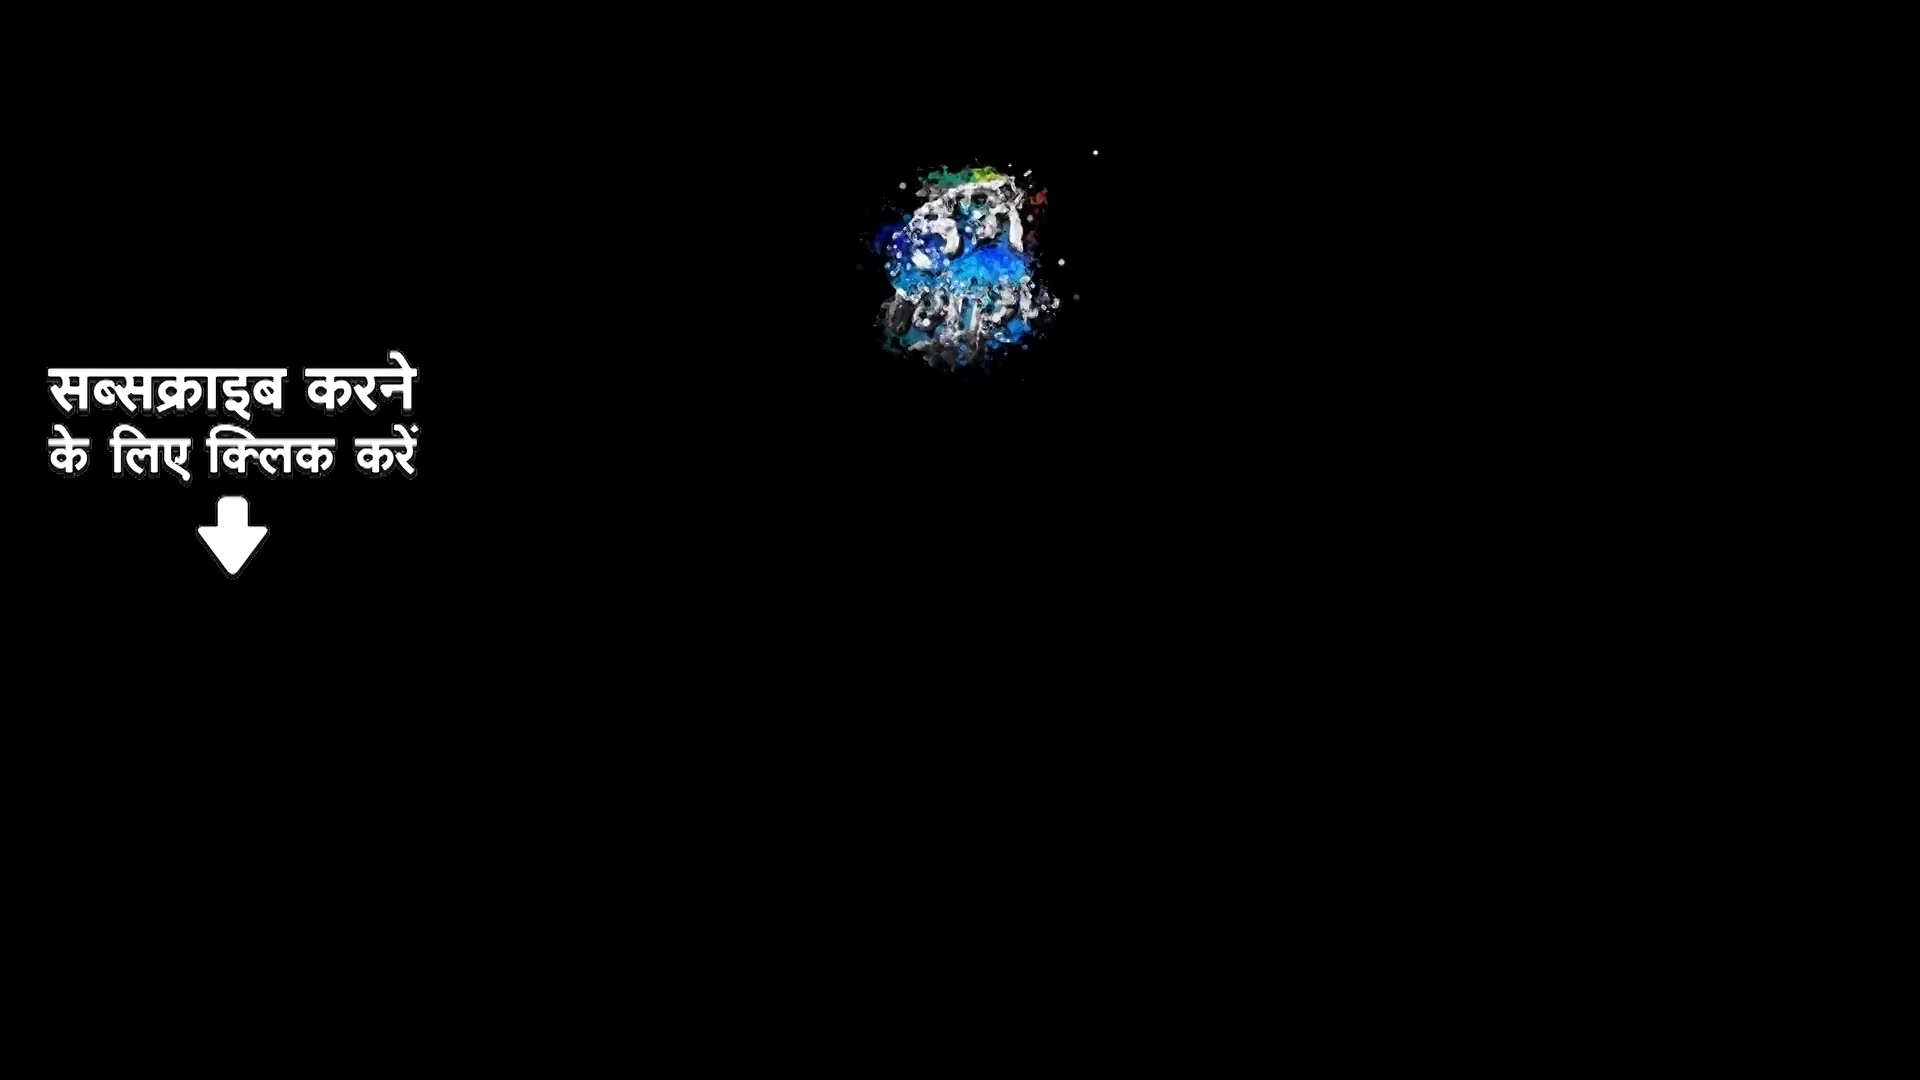 सब्सक्राइब करने
के लिए क्लिक करें